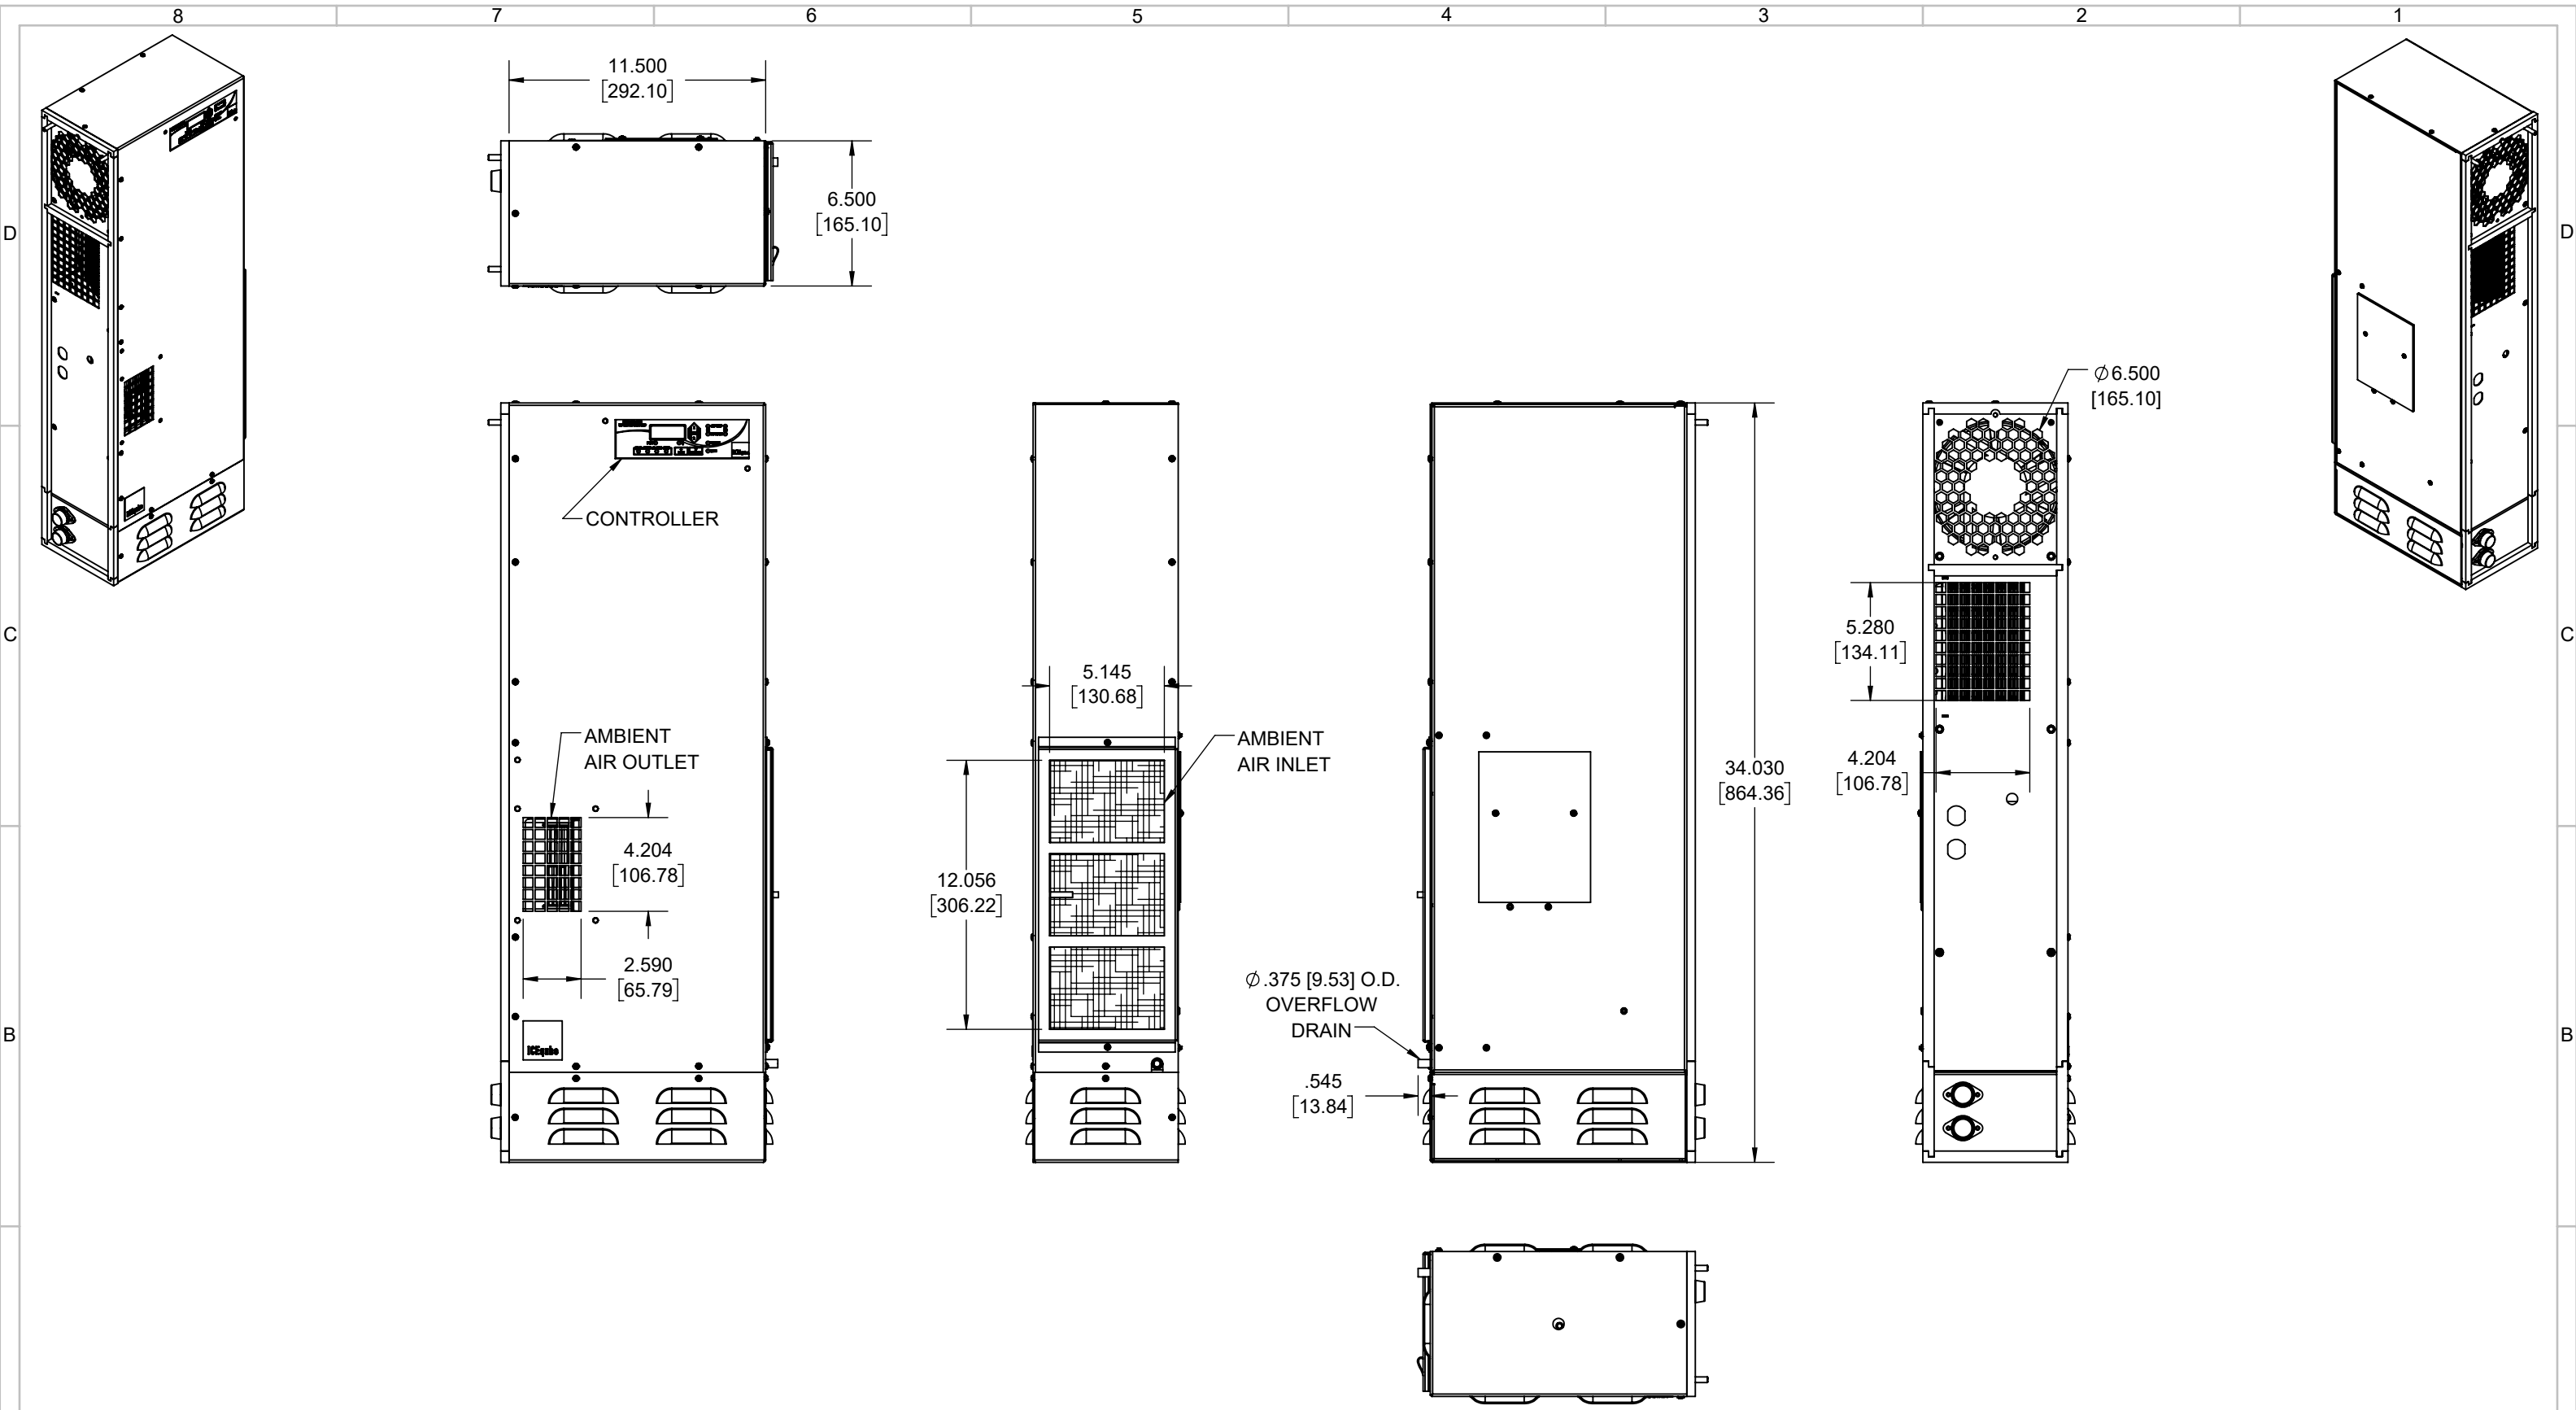 8 7 6 5 4 3 2 1
11.500
[292.10]
6.500
[165.10]
D
D
Ø6.500
[165.10]
CONTROLLER
C
C
5.280
[134.11]
5.145
[130.68]
AMBIENT
AIR OUTLET
AMBIENT
AIR INLET
34.030
[864.36]
4.204
[106.78]
4.204
[106.78]
12.056
[306.22]
2.590
[65.79]
Ø.375 [9.53] O.D.
OVERFLOW
DRAIN
B
B
ICEqube
.545
[13.84]